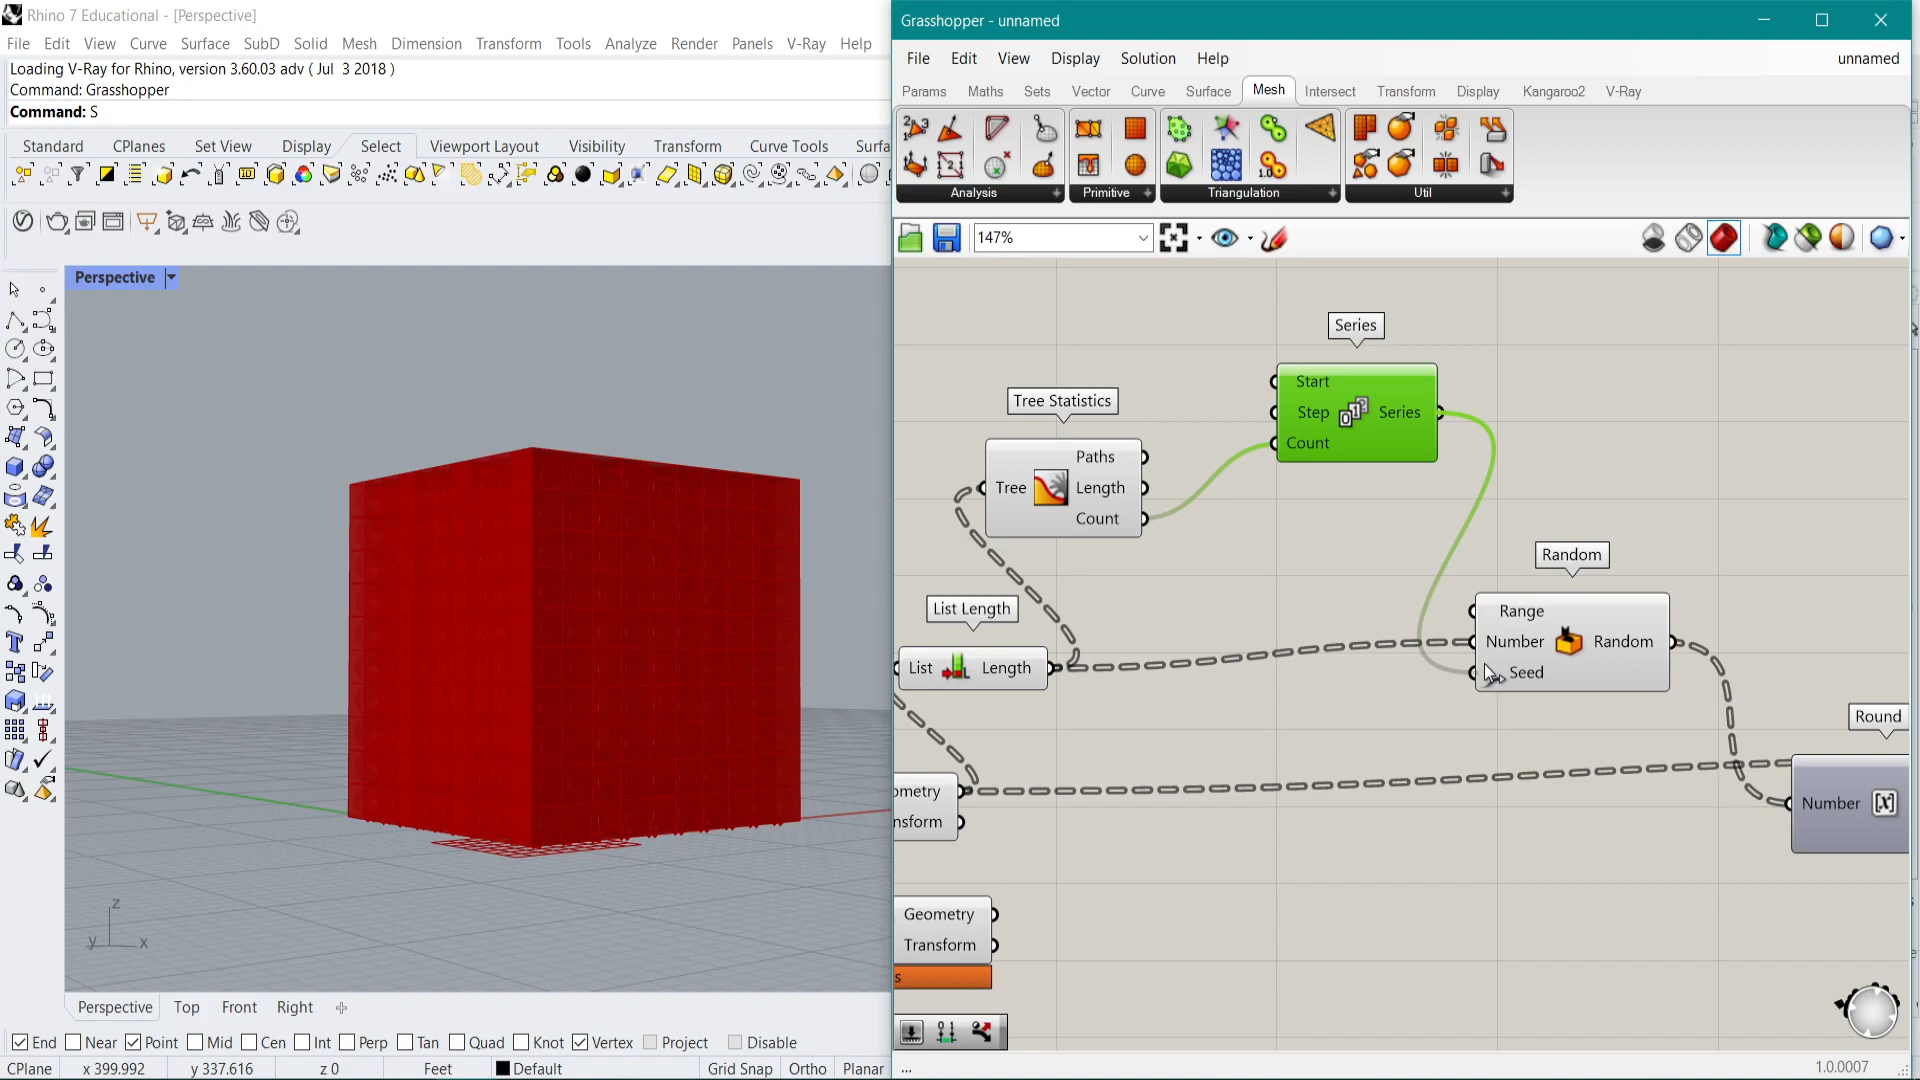 Rhino 7 Educational - [Perspective]
File Edit View Curve Surface SubD Solid Mesh Dimension Transform Tools Analyze Render Panels V-Ray Help
Loading V-Ray for Rhino, version 3.60.03 adv ( Jul 3 2018 )
Command: Grasshopper
Command: S
Standard CPlanes Set View Display Select Viewport Layout Visibility Transform Curve Tools Surfa
Perspective
z
y x
Perspective Top Front Right
End Near Point Mid Cen Int Perp Tan Quad Knot Vertex Project Disable
CPlane x 399.992 y 337.616 z 0 Feet Default Grid Snap Ortho Planar
Grasshopper - unnamed
File Edit View Display Solution Help unnamed
Params Maths Sets Vector Curve Surface Mesh Intersect Transform Display Kangaroo2 V-Ray
Analysis Primitive Triangulation Util
147%
Series
Start
Step Series
Count
Tree Statistics
Paths
Tree Length
Count
Random
Range
Number Random
Seed
List Length
List Length
Round
Number
ometry
nsform
Geometry
Transform
s
...
1.0.0007